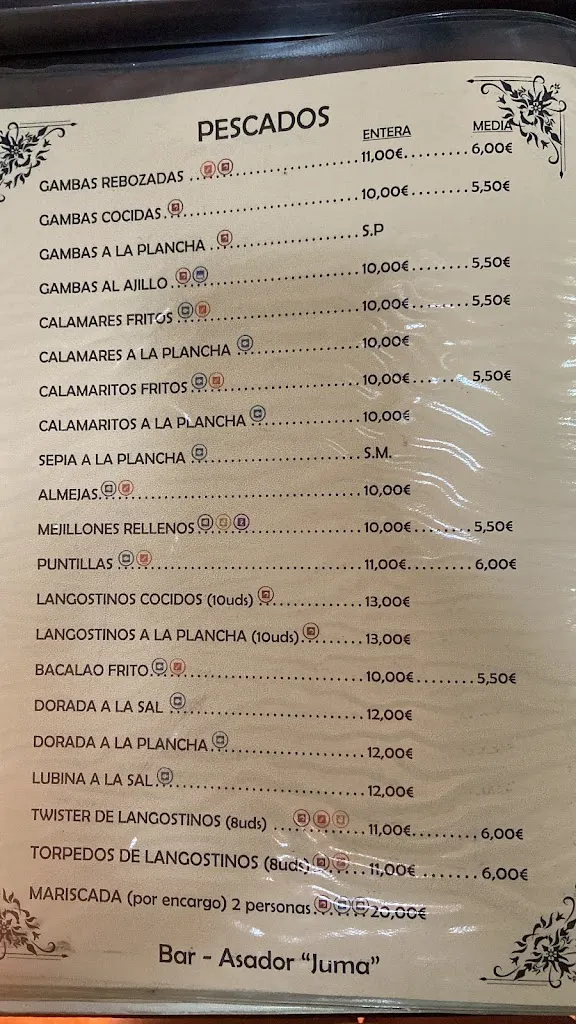 PESCADOS
ENTERA MEDIA
GAMBAS REBOZADAS ........................11,00€.........6,00€
GAMBAS COCIDAS........................10,00€.........5,50€
GAMBAS A LA PLANCHA ........................S.P
GAMBAS AL AJILLO........................10,00€.........5,50€
CALAMARES FRITOS ........................10,00€.........5,50€
CALAMARES A LA PLANCHA ........................10,00€
CALAMARITOS FRITOS........................10,00€.........5,50€
CALAMARITOS A LA PLANCHA........................10,00€
SEPIA A LA PLANCHA ........................S.M.
ALMEJAS........................10,00€
MEJILLONES RELLENOS........................10,00€.........5,50€
PUNTILLAS ........................11,00€.........6,00€
LANGOSTINOS COCIDOS (10uds) ................13,00€
LANGOSTINOS A LA PLANCHA (10uds)..........13,00€
BACALAO FRITO........................10,00€.........5,50€
DORADA A LA SAL ........................12,00€
DORADA A LA PLANCHA........................12,00€
LUBINA A LA SAL........................12,00€
TWISTER DE LANGOSTINOS (8uds) ................11,00€.........6,00€
TORPEDOS DE LANGOSTINOS (8uds)..........11,00€.......6,00€
MARISCADA (por encargo) 2 personas.........20,00€
Bar - Asador "Juma"